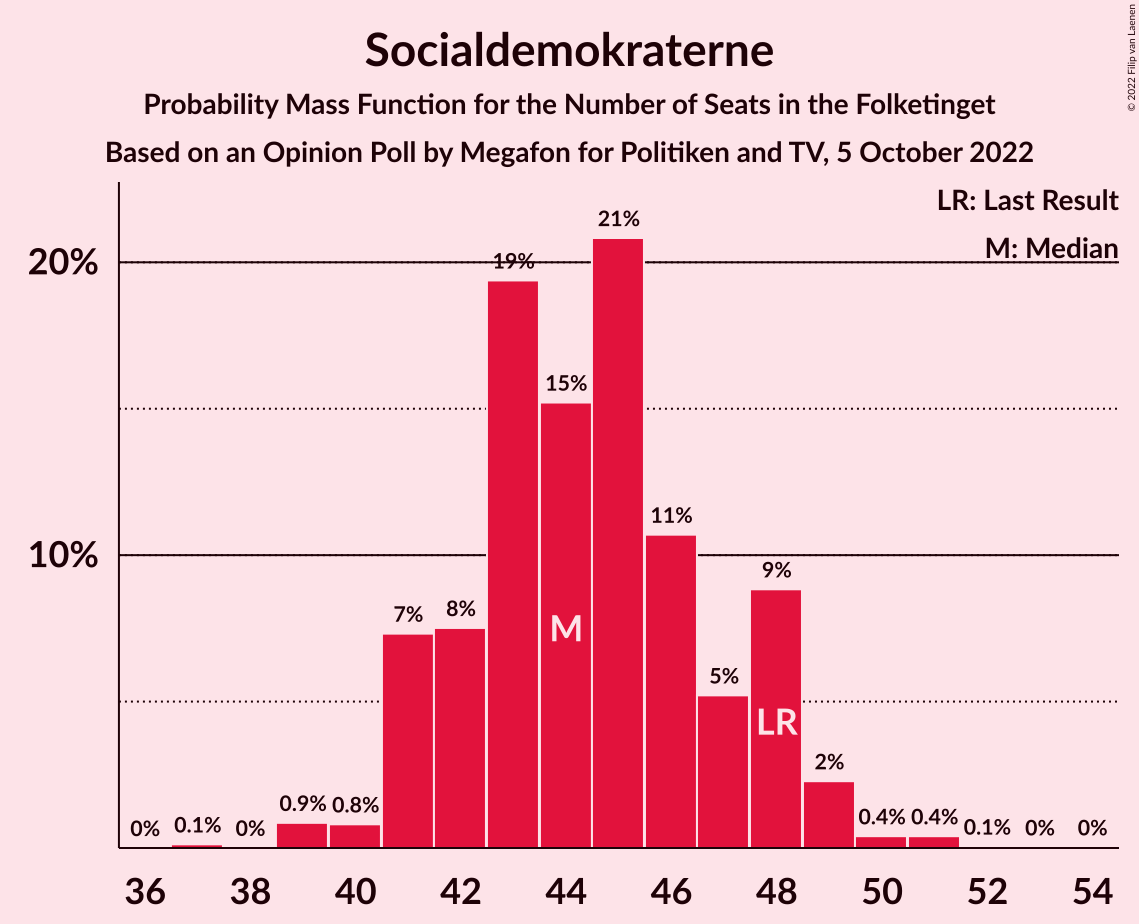 Socialdemokraterne
Probability Mass Function for the Number of Seats in the Folketinget
Based on an Opinion Poll by Megafon for Politiken and TV, 5 October 2022
© 2022 Filip van Laenen
LR: Last Result
M: Median
20%
10%
0%
0.1%
0%
0.9%
0.8%
7%
8%
19%
15%
21%
11%
5%
9%
2%
0.4%
0.4%
0.1%
0%
0%
M
LR
36 38 40 42 44 46 48 50 52 54